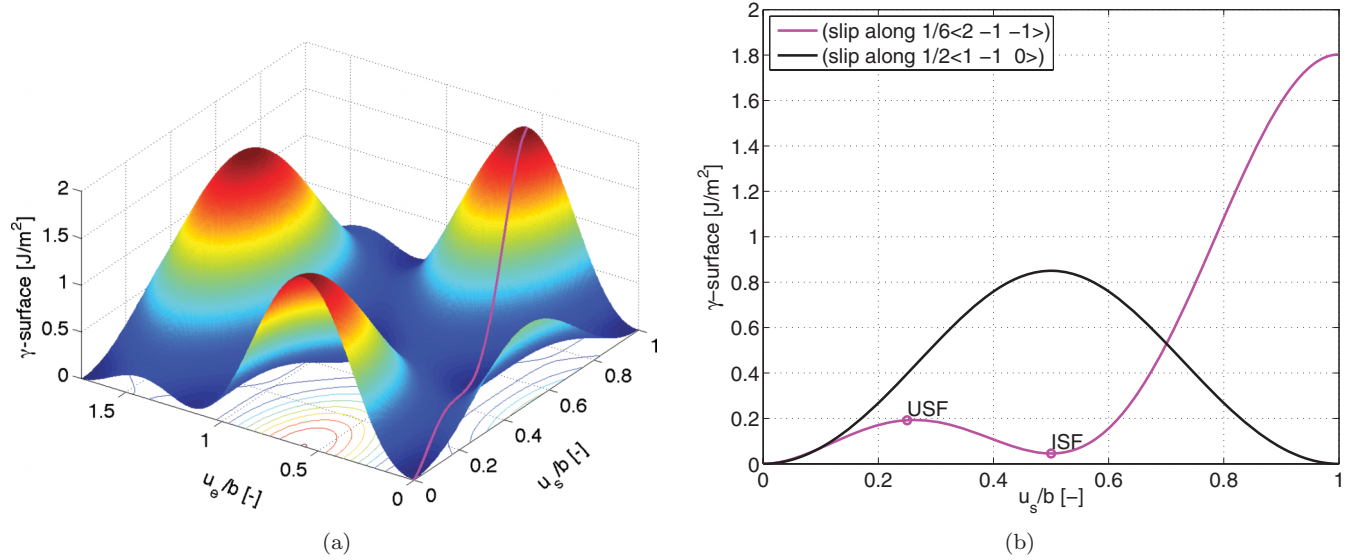 2
1.5
1
0.5
0
γ−surface [J/m²]
1.5
1
0.5
0
u_e/b [-]
0
0.2
0.4
0.6
0.8
1
u_s/b [-]
(a)
2
1.8
1.6
1.4
1.2
1
0.8
0.6
0.4
0.2
0
γ−surface [J/m²]
(slip along 1/6<2 −1 −1>)
(slip along 1/2<1 −1 0>)
USF
ISF
0
0.2
0.4
0.6
0.8
1
u_s/b [−]
(b)